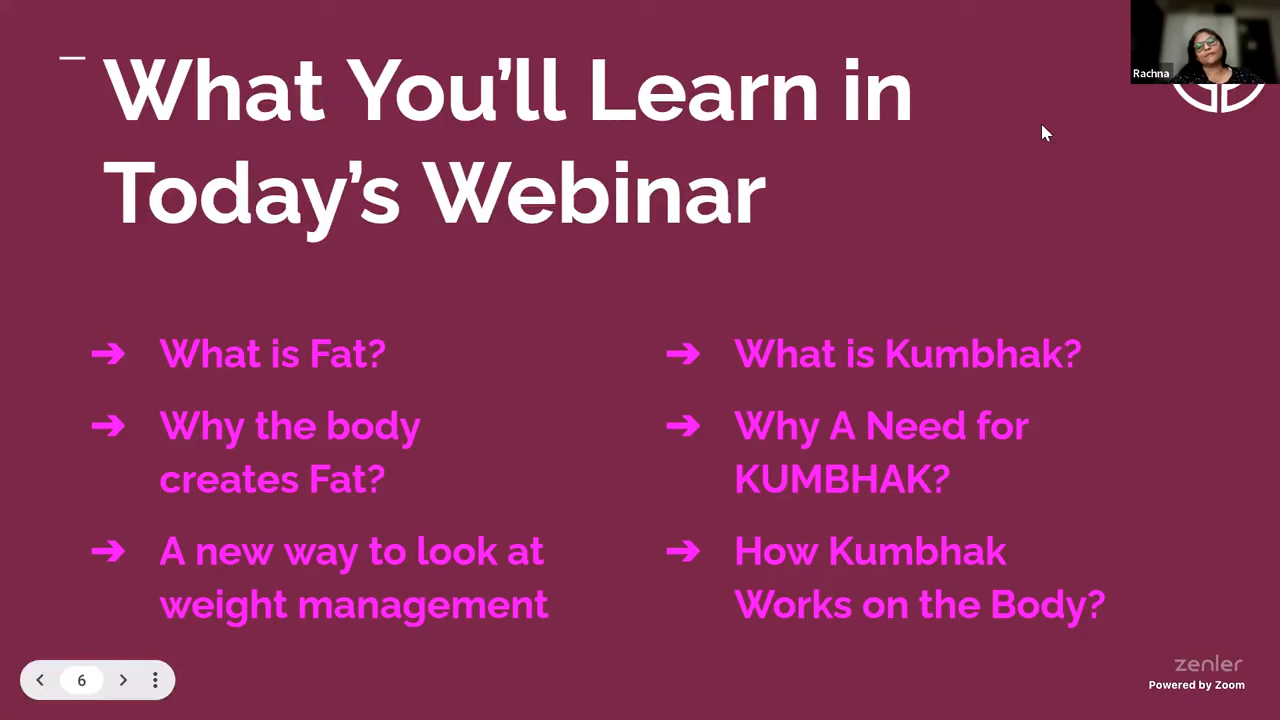 Rachna
What You’ll Learn in
Today’s Webinar
➔ What is Fat?
➔ Why the body
creates Fat?
➔ A new way to look at
weight management
➔ What is Kumbhak?
➔ Why A Need for
KUMBHAK?
➔ How Kumbhak
Works on the Body?
6
zenler
Powered by Zoom